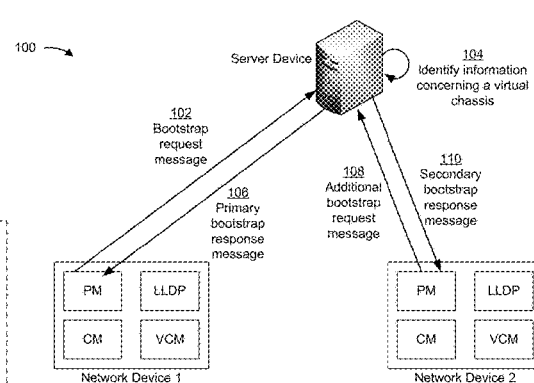 100
Server Device
104
Identify information
concerning a virtual
chassis
102
Bootstrap
request
message
106
Primary
bootstrap
response
message
108
Additional
bootstrap
request
message
110
Secondary
bootstrap
response
message
PM
LLDP
CM
VCM
Network Device 1
PM
LLDP
CM
VCM
Network Device 2